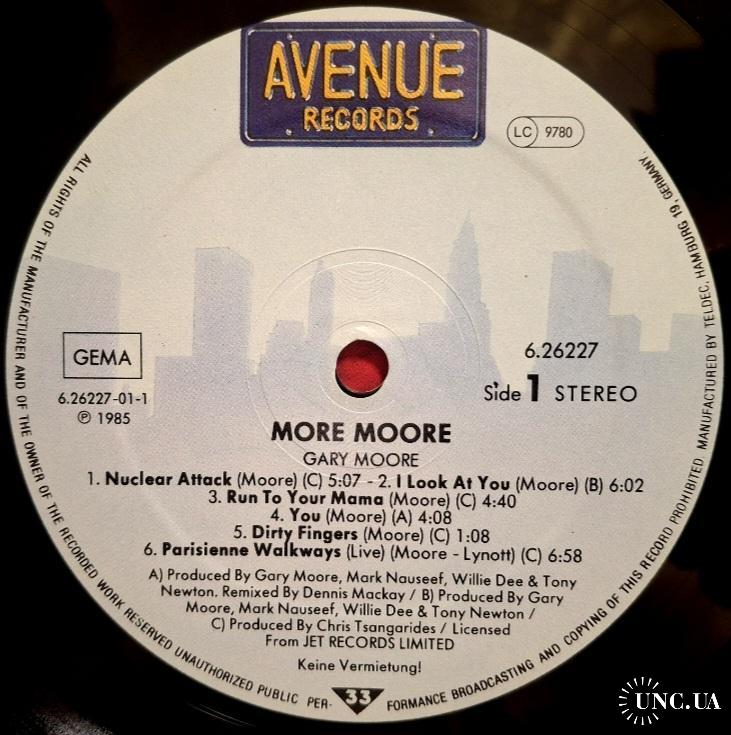 AVENUE
RECORDS
LC 9780
GEMA
6.26227-01-1
Ⓟ 1985
6.26227
Side 1 STEREO
MORE MOORE
GARY MOORE
1. Nuclear Attack (Moore) (C) 5:07 - 2. I Look At You (Moore) (B) 6:02
3. Run To Your Mama (Moore) (C) 4:40
4. You (Moore) (A) 4:08
5. Dirty Fingers (Moore) (C) 1:08
6. Parisienne Walkways (Live) (Moore - Lynott) (C) 6:58
A) Produced By Gary Moore, Mark Nauseef, Willie Dee & Tony
Newton. Remixed By Dennis Mackay / B) Produced By Gary
Moore, Mark Nauseef, Willie Dee & Tony Newton /
C) Produced By Chris Tsangarides / Licensed
From JET RECORDS LIMITED
Keine Vermietung!
33
ALL RIGHTS OF THE MANUFACTURER AND OF THE OWNER OF THE RECORDED WORK RESERVED UNAUTHORIZED PUBLIC PER- FORMANCE BROADCASTING AND COPYING OF THIS RECORD PROHIBITED. MANUFACTURED BY TELDEC, HAMBURG 19, GERMANY
UNC.UA